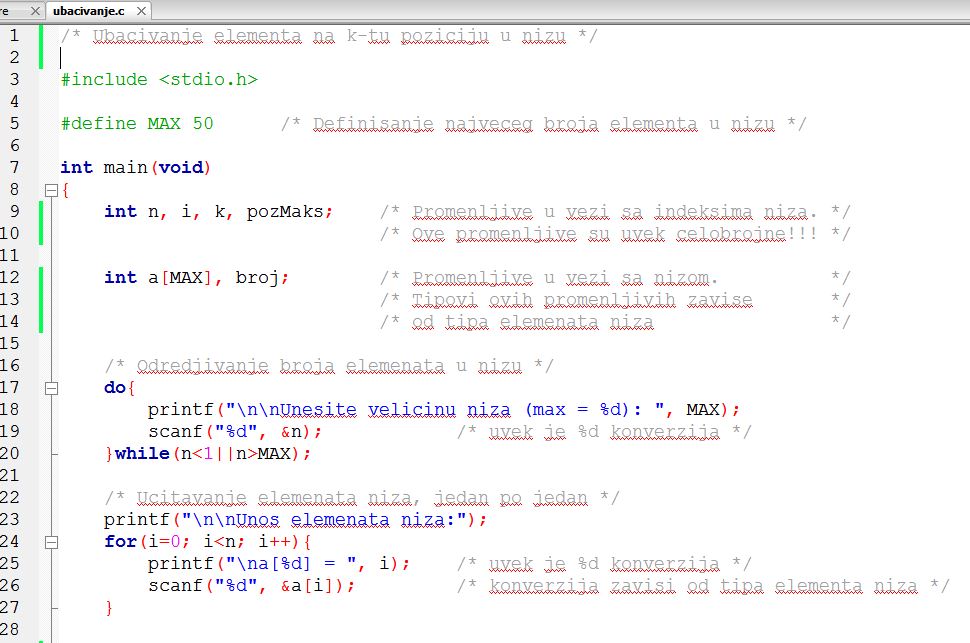 re ubacivanje.c
1 /* Ubacivanje elementa na k-tu poziciju u nizu */
2
3 #include <stdio.h>
4
5 #define MAX 50 /* Definisanje najveceg broja elementa u nizu */
6
7 int main(void)
8 {
9 int n, i, k, pozMaks; /* Promenljive u vezi sa indeksima niza. */
10 /* Ove promenljive su uvek celobrojne!!! */
11
12 int a[MAX], broj; /* Promenljive u vezi sa nizom. */
13 /* Tipovi ovih promenljivih zavise */
14 /* od tipa elemenata niza */
15
16 /* Odredjivanje broja elemenata u nizu */
17 do{
18 printf("\n\nUnesite velicinu niza (max = %d): ", MAX);
19 scanf("%d", &n); /* uvek je %d konverzija */
20 }while(n<1||n>MAX);
21
22 /* Ucitavanje elemenata niza, jedan po jedan */
23 printf("\n\nUnos elemenata niza:");
24 for(i=0; i<n; i++){
25 printf("\na[%d] = ", i); /* uvek je %d konverzija */
26 scanf("%d", &a[i]); /* konverzija zavisi od tipa elementa niza */
27 }
28